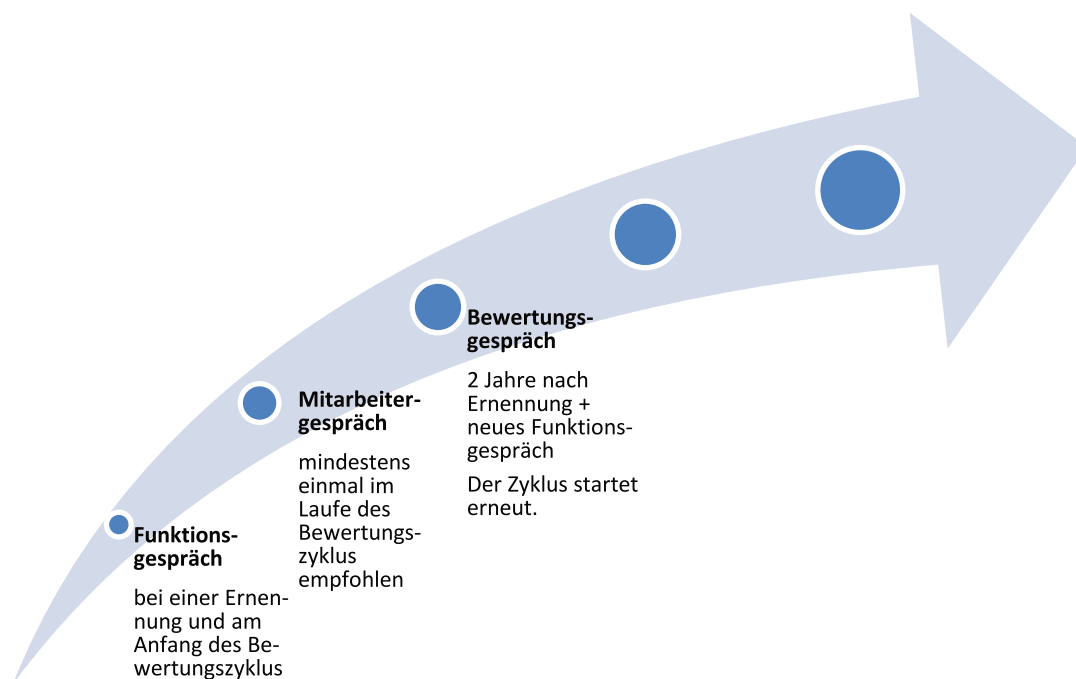 Funktions-
gespräch
bei einer Ernen-
nung und am
Anfang des Be-
wertungszyklus
Mitarbeiter-
gespräch
mindestens
einmal im
Laufe des
Bewertungs-
zyklus
empfohlen
Bewertungs-
gespräch
2 Jahre nach
Ernennung +
neues Funktions-
gespräch
Der Zyklus startet
erneut.